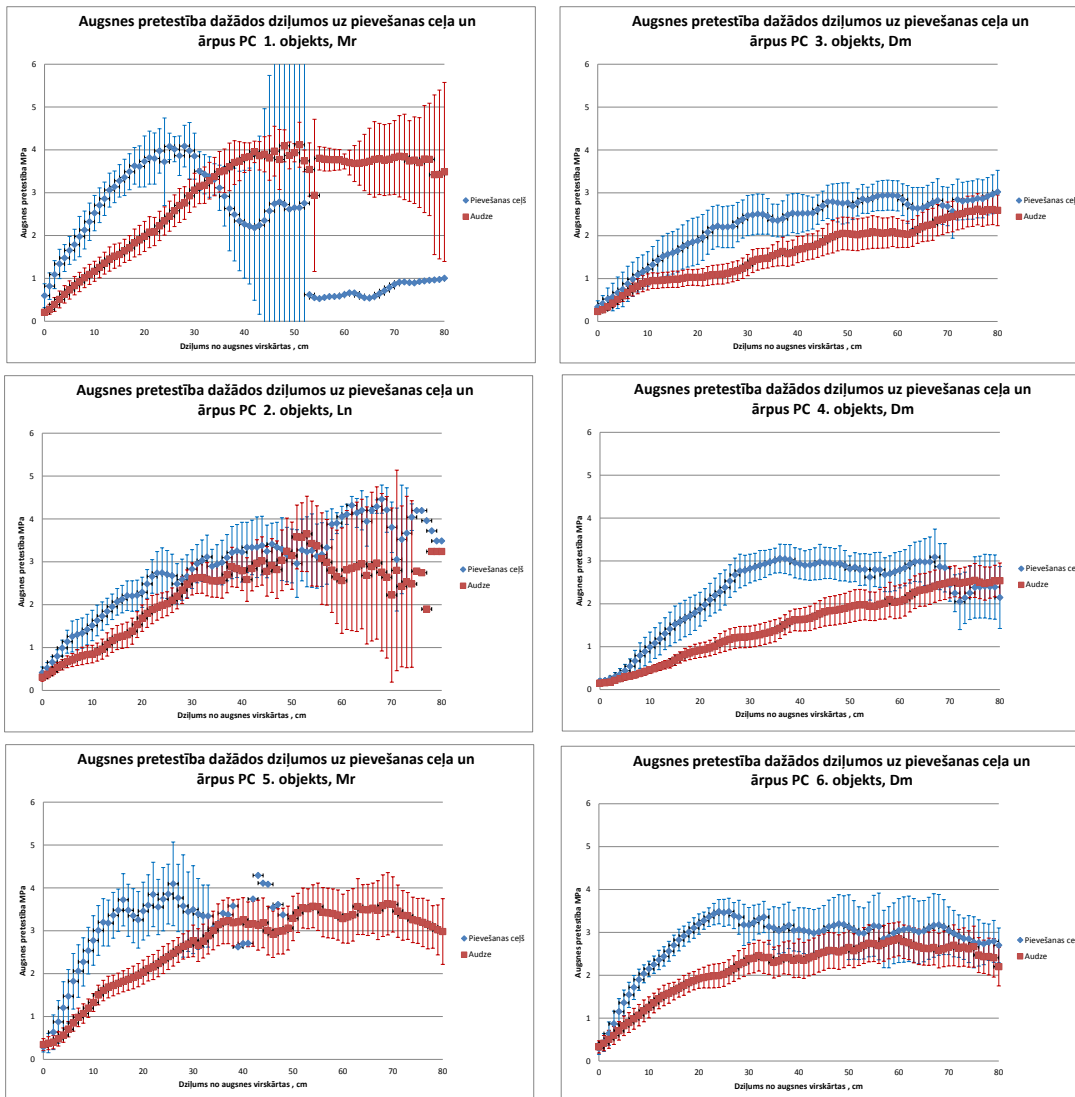 Augsnes pretestība dažādos dziļumos uz pievešanas ceļa un
ārpus PC 1. objekts, Mr
Augsnes pretestība MPa
6
5
4
3
2
1
0
0 10 20 30 40 50 60 70 80
Dziļums no augsnes virskārtas , cm
Pievešanas ceļš
Audze
Augsnes pretestība dažādos dziļumos uz pievešanas ceļa un
ārpus PC 3. objekts, Dm
Augsnes pretestība MPa
6
5
4
3
2
1
0
0 10 20 30 40 50 60 70 80
Dziļums no augsnes virskārtas , cm
Pievešanas ceļš
Audze
Augsnes pretestība dažādos dziļumos uz pievešanas ceļa un
ārpus PC 2. objekts, Ln
Augsnes pretestība MPa
6
5
4
3
2
1
0
0 10 20 30 40 50 60 70 80
Dziļums no augsnes virskārtas , cm
Pievešanas ceļš
Audze
Augsnes pretestība dažādos dziļumos uz pievešanas ceļa un
ārpus PC 4. objekts, Dm
Augsnes pretestība MPa
6
5
4
3
2
1
0
0 10 20 30 40 50 60 70 80
Dziļums no augsnes virskārtas , cm
Pievešanas ceļš
Audze
Augsnes pretestība dažādos dziļumos uz pievešanas ceļa un
ārpus PC 5. objekts, Mr
Augsnes pretestība MPa
6
5
4
3
2
1
0
0 10 20 30 40 50 60 70 80
Dziļums no augsnes virskārtas , cm
Pievešanas ceļš
Audze
Augsnes pretestība dažādos dziļumos uz pievešanas ceļa un
ārpus PC 6. objekts, Dm
Augsnes pretestība MPa
6
5
4
3
2
1
0
0 10 20 30 40 50 60 70 80
Dziļums no augsnes virskārtas , cm
Pievešanas ceļš
Audze